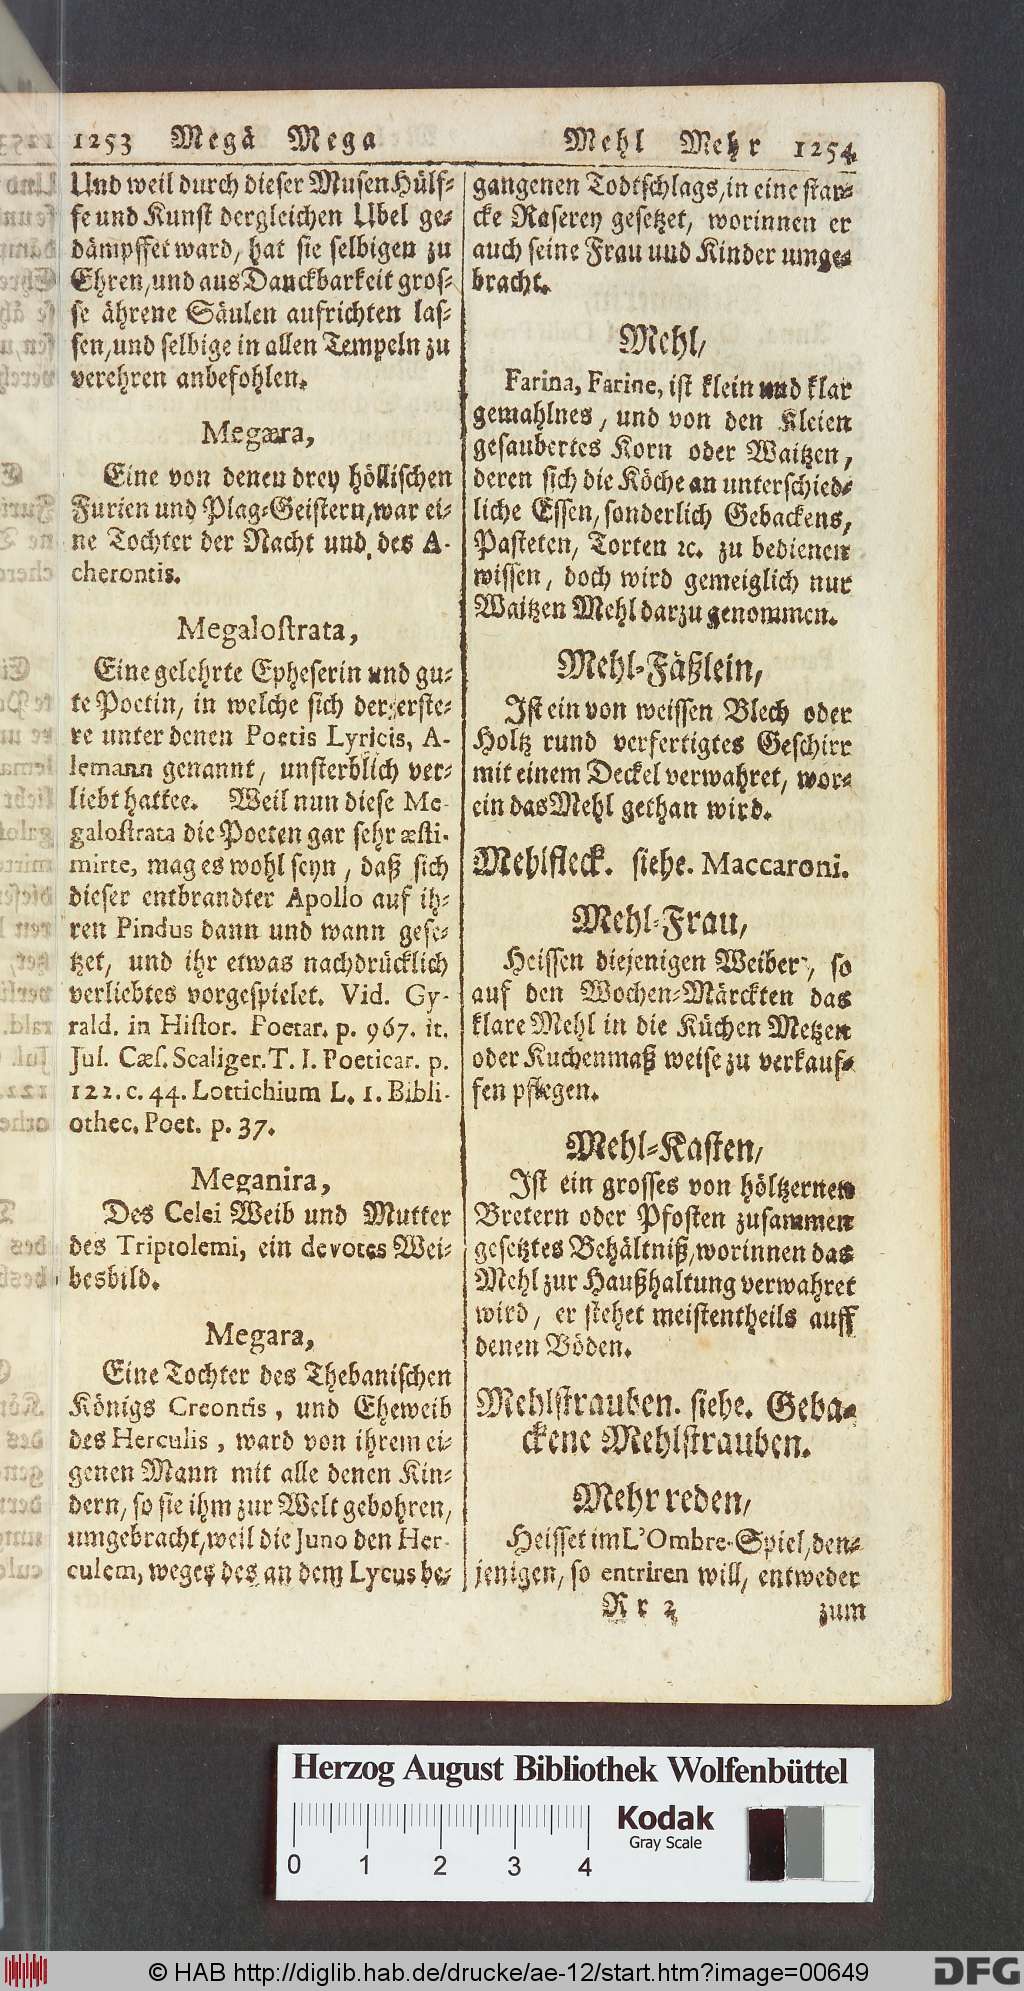 1253 Megä Mega
Und weil durch dieser Musen Hülf-
fe und Kunst dergleichen Ubel ge-
dämpffet ward, hat sie selbigen zu
Ehren, und aus Danckbarkeit gros-
se ährene Säulen aufrichten las-
sen, und selbige in allen Tempeln zu
verehren anbefohlen.
Megæra,
Eine von denen drey höllischen
Furien und Plag-Geistern, war ei-
ne Tochter der Nacht und des A-
cherontis.
Megalostrata,
Eine gelehrte Epheserin und gu-
te Poetin, in welche sich der erste-
re unter denen Poetis Lyricis, A-
lemann genannt, unsterblich ver-
liebt hattee. Weil nun diese Me-
galostrata die Poeten gar sehr æsti-
mirte, mag es wohl seyn, daß sich
dieser entbrandter Apollo auf ih-
ren Pindus dann und wann gese-
tzet, und ihr etwas nachdrücklich
verliebtes vorgespielet. Vid. Gy-
rald. in Histor. Poetar. p. 967. it.
Jul. Cæs. Scaliger. T. I. Poeticar. p.
122. c. 44. Lottichium L. 1. Bibli-
othec. Poet. p. 37.
Meganira,
Des Celei Weib und Mutter
des Triptolemi, ein devotes Wei-
besbild.
Megara,
Eine Tochter des Thebanischen
Königs Creontis, und Eheweib
des Herculis, ward von ihrem ei-
genen Mann mit alle denen Kin-
dern, so sie ihm zur Welt gebohren,
umgebracht, weil die Juno den Her-
culem, weges des an dem Lycus be-
Mehl Mehr 1254
gangenen Todtschlags, in eine star-
cke Raserey gesetzet, worinnen er
auch seine Frau und Kinder umge-
bracht.
Mehl,
Farina, Farine, ist klein und klar
gemahlnes, und von den Kleien
gesaubertes Korn oder Waitzen,
deren sich die Köche an unterschied-
liche Essen, sonderlich Gebackens,
Pasteten, Torten ꝛc. zu bedienen
wissen, doch wird gemeiglich nur
Waitzen Mehl darzu genommen.
Mehl-Fäßlein,
Ist ein von weissen Blech oder
Holtz rund verfertigtes Geschirr
mit einem Deckel verwahret, wor-
ein das Mehl gethan wird.
Mehlfleck. siehe. Maccaroni.
Mehl-Frau,
Heissen diejenigen Weiber, so
auf den Wochen-Märckten das
klare Mehl in die Küchen Metzen
oder Kuchenmaß weise zu verkauf-
fen pflegen.
Mehl-Kasten,
Ist ein grosses von höltzernen
Bretern oder Pfosten zusammen
gesetztes Behältniß, worinnen das
Mehl zur Haußhaltung verwahret
wird, er stehet meistentheils auff
denen Böden.
Mehlstrauben. siehe. Geba-
ckene Mehlstrauben.
Mehr reden,
Heisset im L'Ombre-Spiel, den-
jenigen, so entriren will, entweder
Rr 2 zum
Herzog August Bibliothek Wolfenbüttel
Kodak
Gray Scale
0 1 2 3 4
© HAB http://diglib.hab.de/drucke/ae-12/start.htm?image=00649
DFG